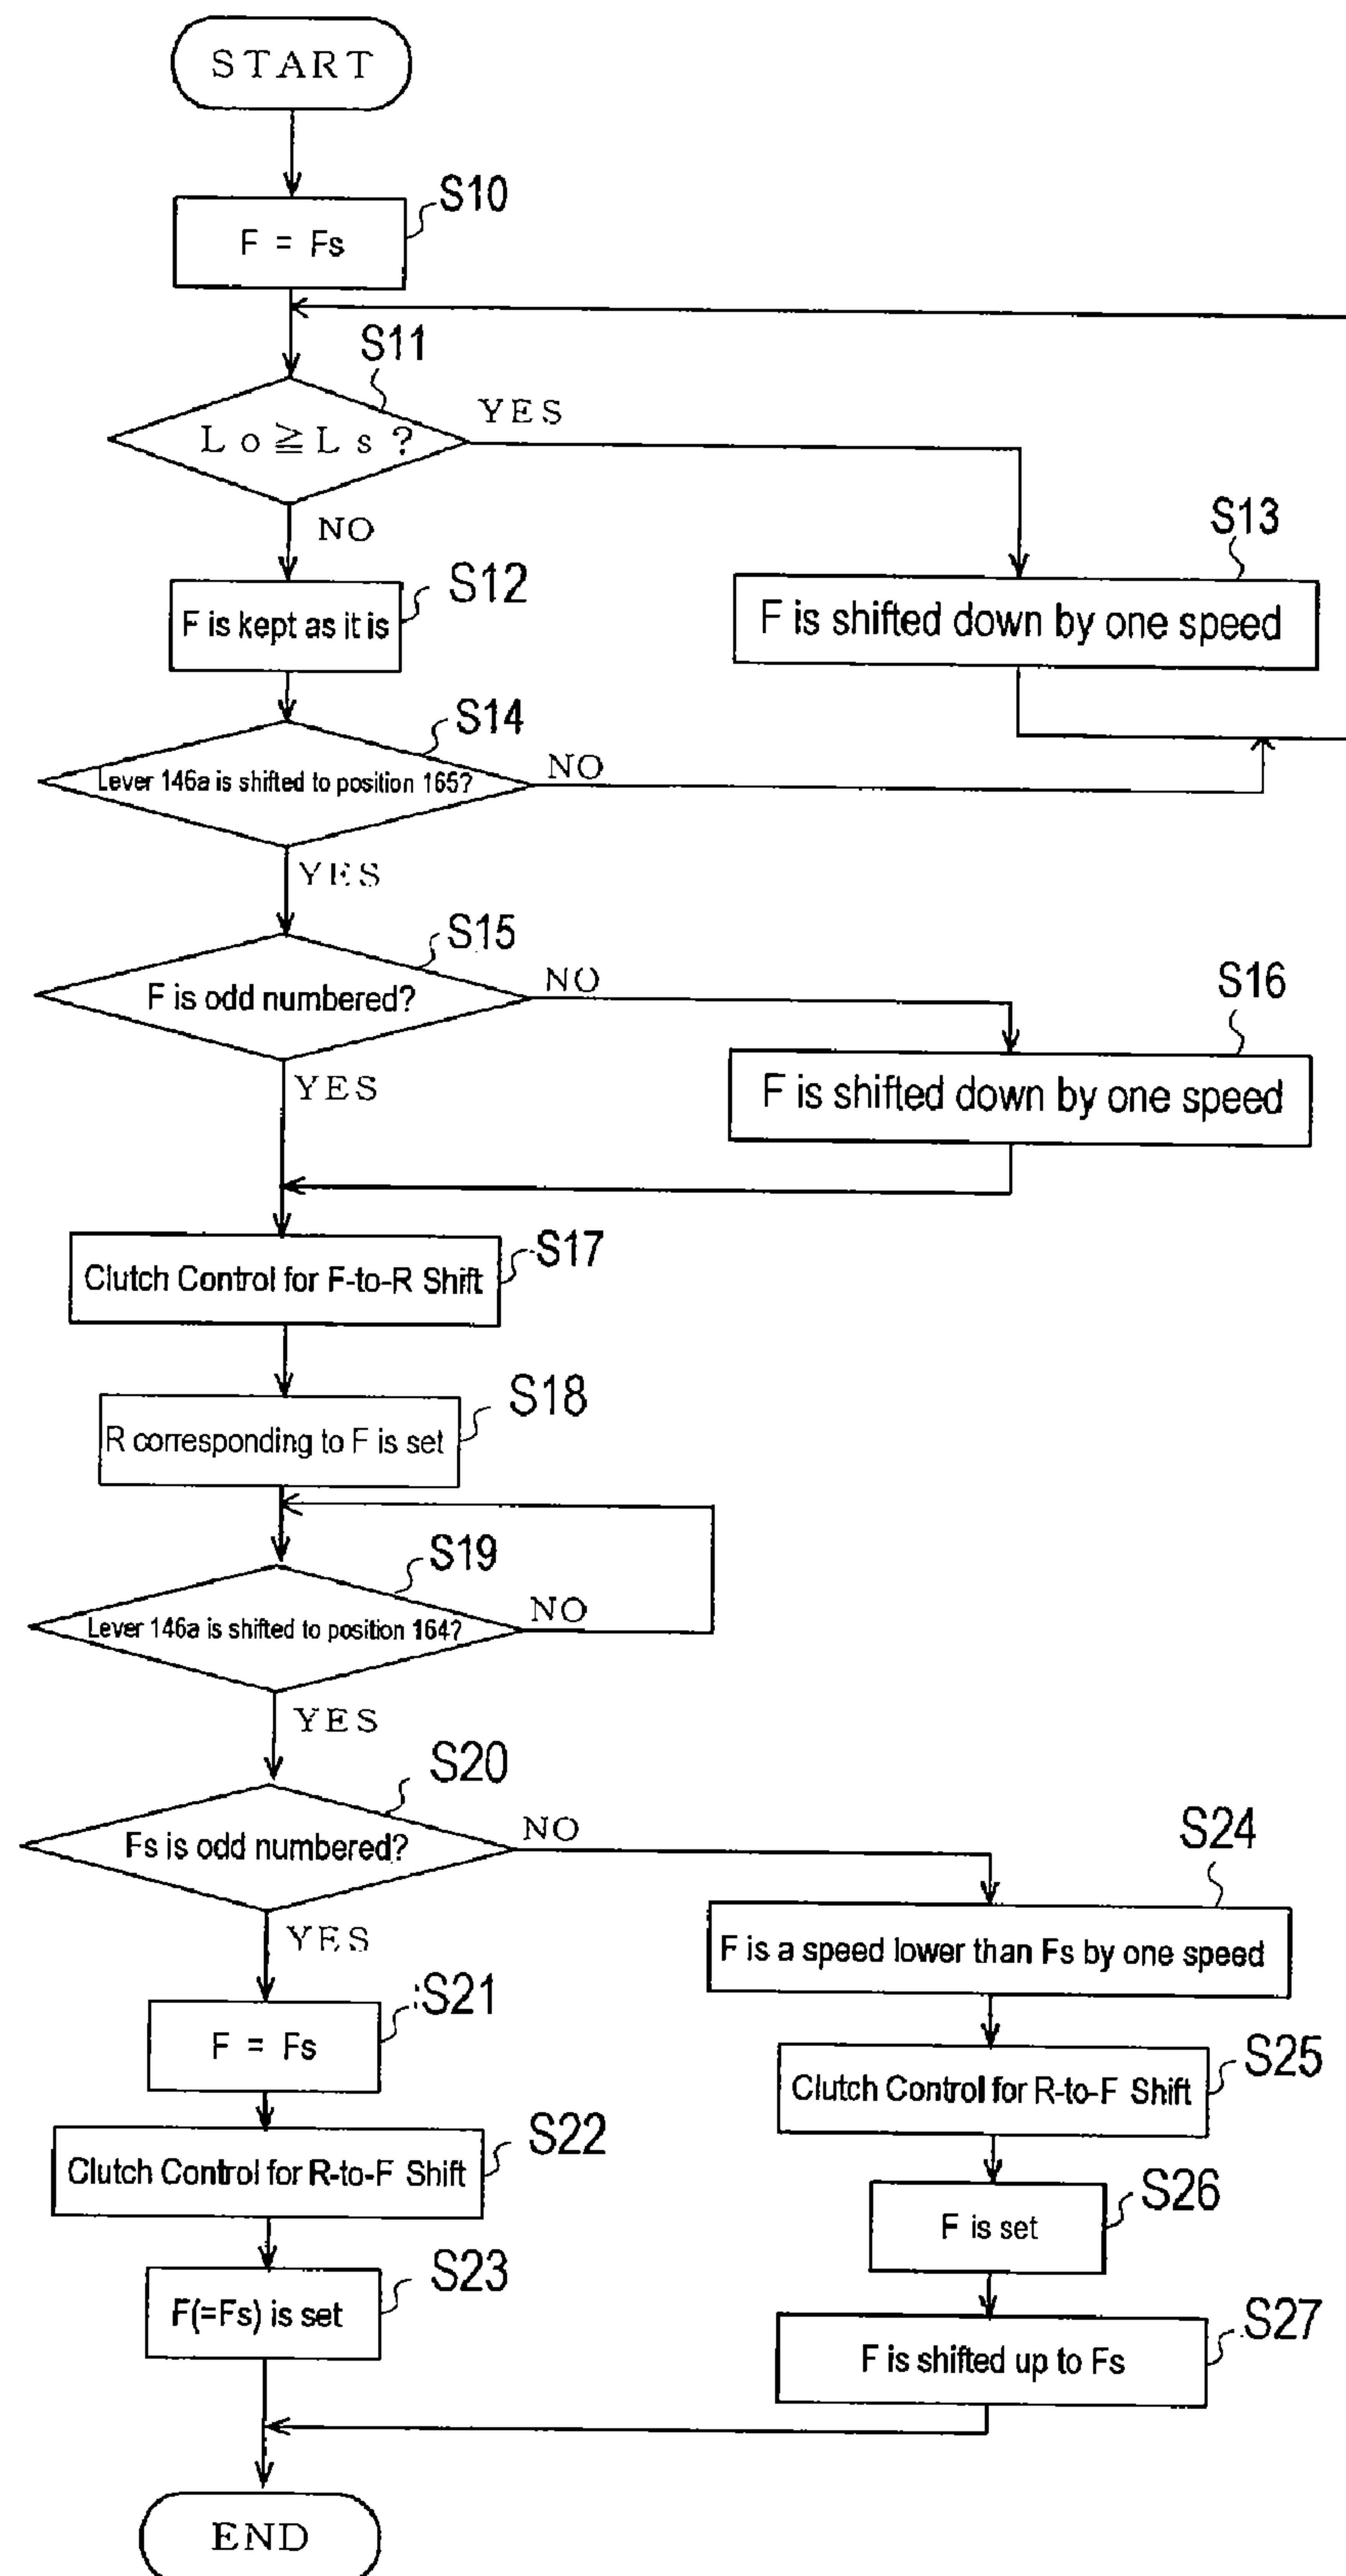 START
S10
F = Fs
S11
Lo≧Ls?
YES
NO
S13
F is shifted down by one speed
S12
F is kept as it is
S14
Lever 146a is shifted to position 165?
NO
YES
S15
F is odd numbered?
NO
YES
S16
F is shifted down by one speed
S17
Clutch Control for F-to-R Shift
S18
R corresponding to F is set
S19
Lever 146a is shifted to position 164?
NO
YES
S20
Fs is odd numbered?
NO
YES
S24
F is a speed lower than Fs by one speed
S21
F = Fs
S25
Clutch Control for R-to-F Shift
S22
Clutch Control for R-to-F Shift
S26
F is set
S23
F(=Fs) is set
S27
F is shifted up to Fs
END